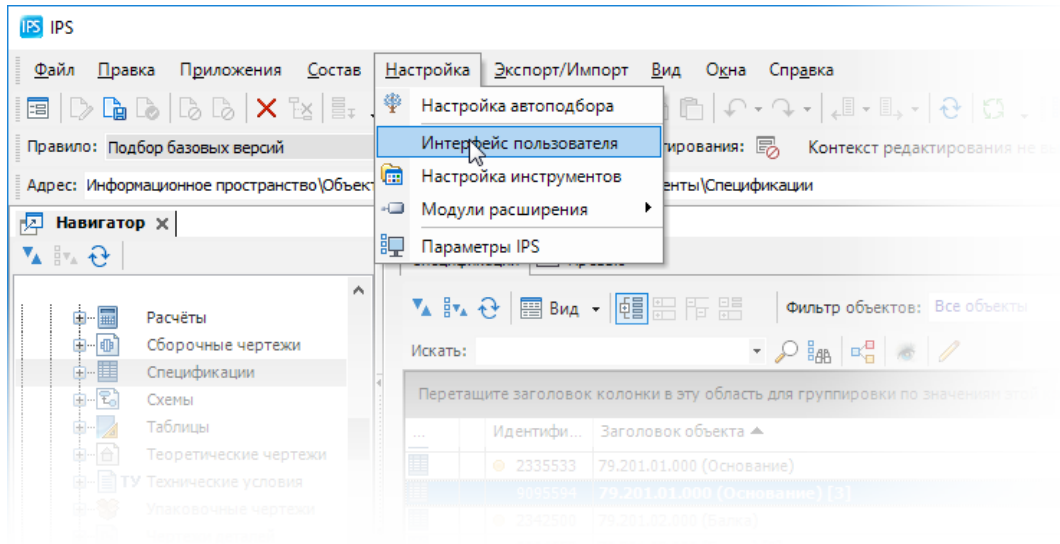 IPS IPS
Файл Правка Приложения Состав Настройка Экспорт/Импорт Вид Окна Справка
Настройка автоподбора
Правило: Подбор базовых версий Интерфейс пользователя ирования: Контекст редактирования не
Настройка инструментов
Адрес: Информационное пространство\Объект енты\Спецификации
Модули расширения
Навигатор
Параметры IPS
Вид Фильтр объектов: Все объекты
Расчёты
Сборочные чертежи
Искать:
Спецификации
Перетащите заголовок колонки в эту область для группировки по значениям
Схемы
Таблицы
... Идентифи... Заголовок объекта
Теоретические чертежи
2335533 79.201.01.000 (Основание)
ТУ Технические условия
9095594 79.201.01.000 (Основание) [3]
Упаковочные чертежи
2342500 79.201.02.000 (Балка)